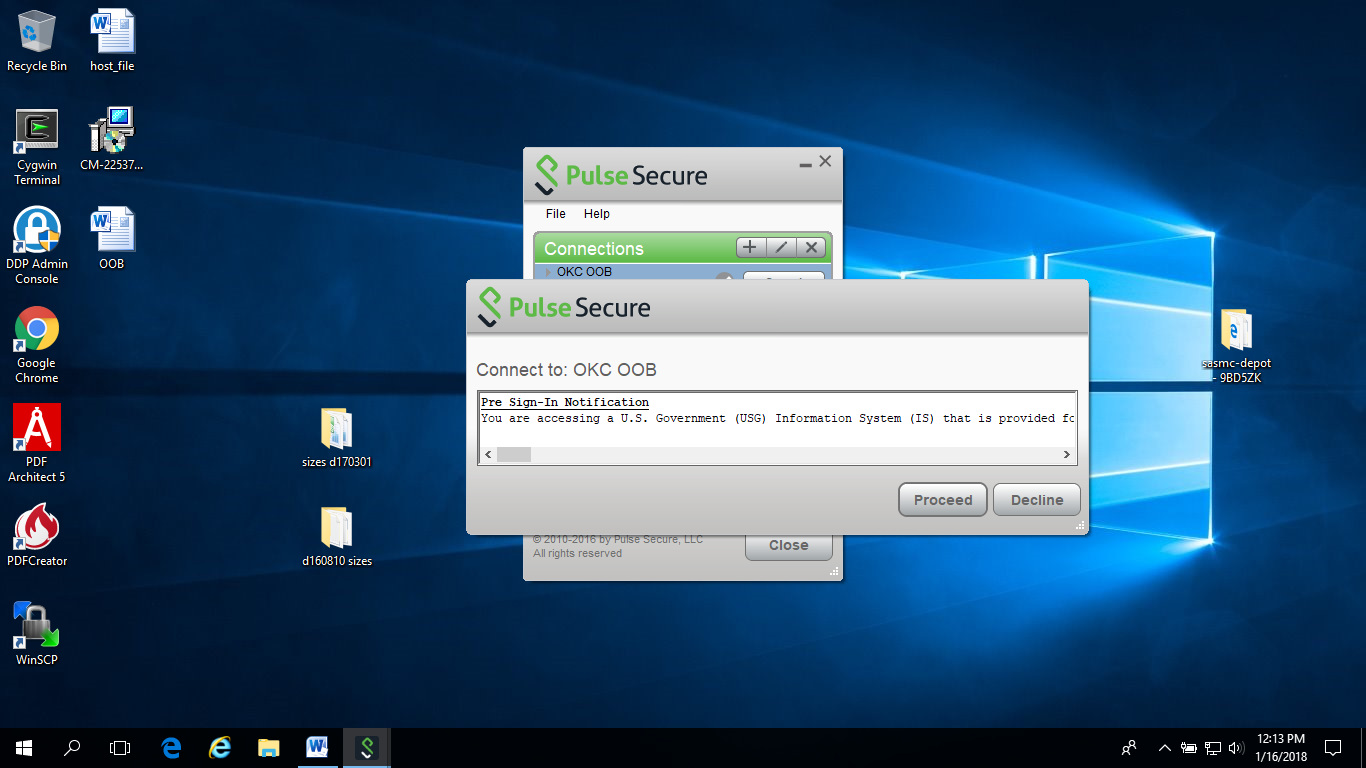 Recycle Bin
host_file
Cygwin
Terminal
CM-22537...
DDP Admin
Console
OOB
Google
Chrome
PDF
Architect 5
PDFCreator
WinSCP
sizes d170301
d160810 sizes
sasmc-depot
- 9BD5ZK
Pulse Secure
File Help
Connections
OKC OOB
Pulse Secure
Connect to: OKC OOB
Pre Sign-In Notification
You are accessing a U.S. Government (USG) Information System (IS) that is provided fo
Proceed Decline
© 2010-2016 by Pulse Secure, LLC
All rights reserved
Close
12:13 PM
1/16/2018